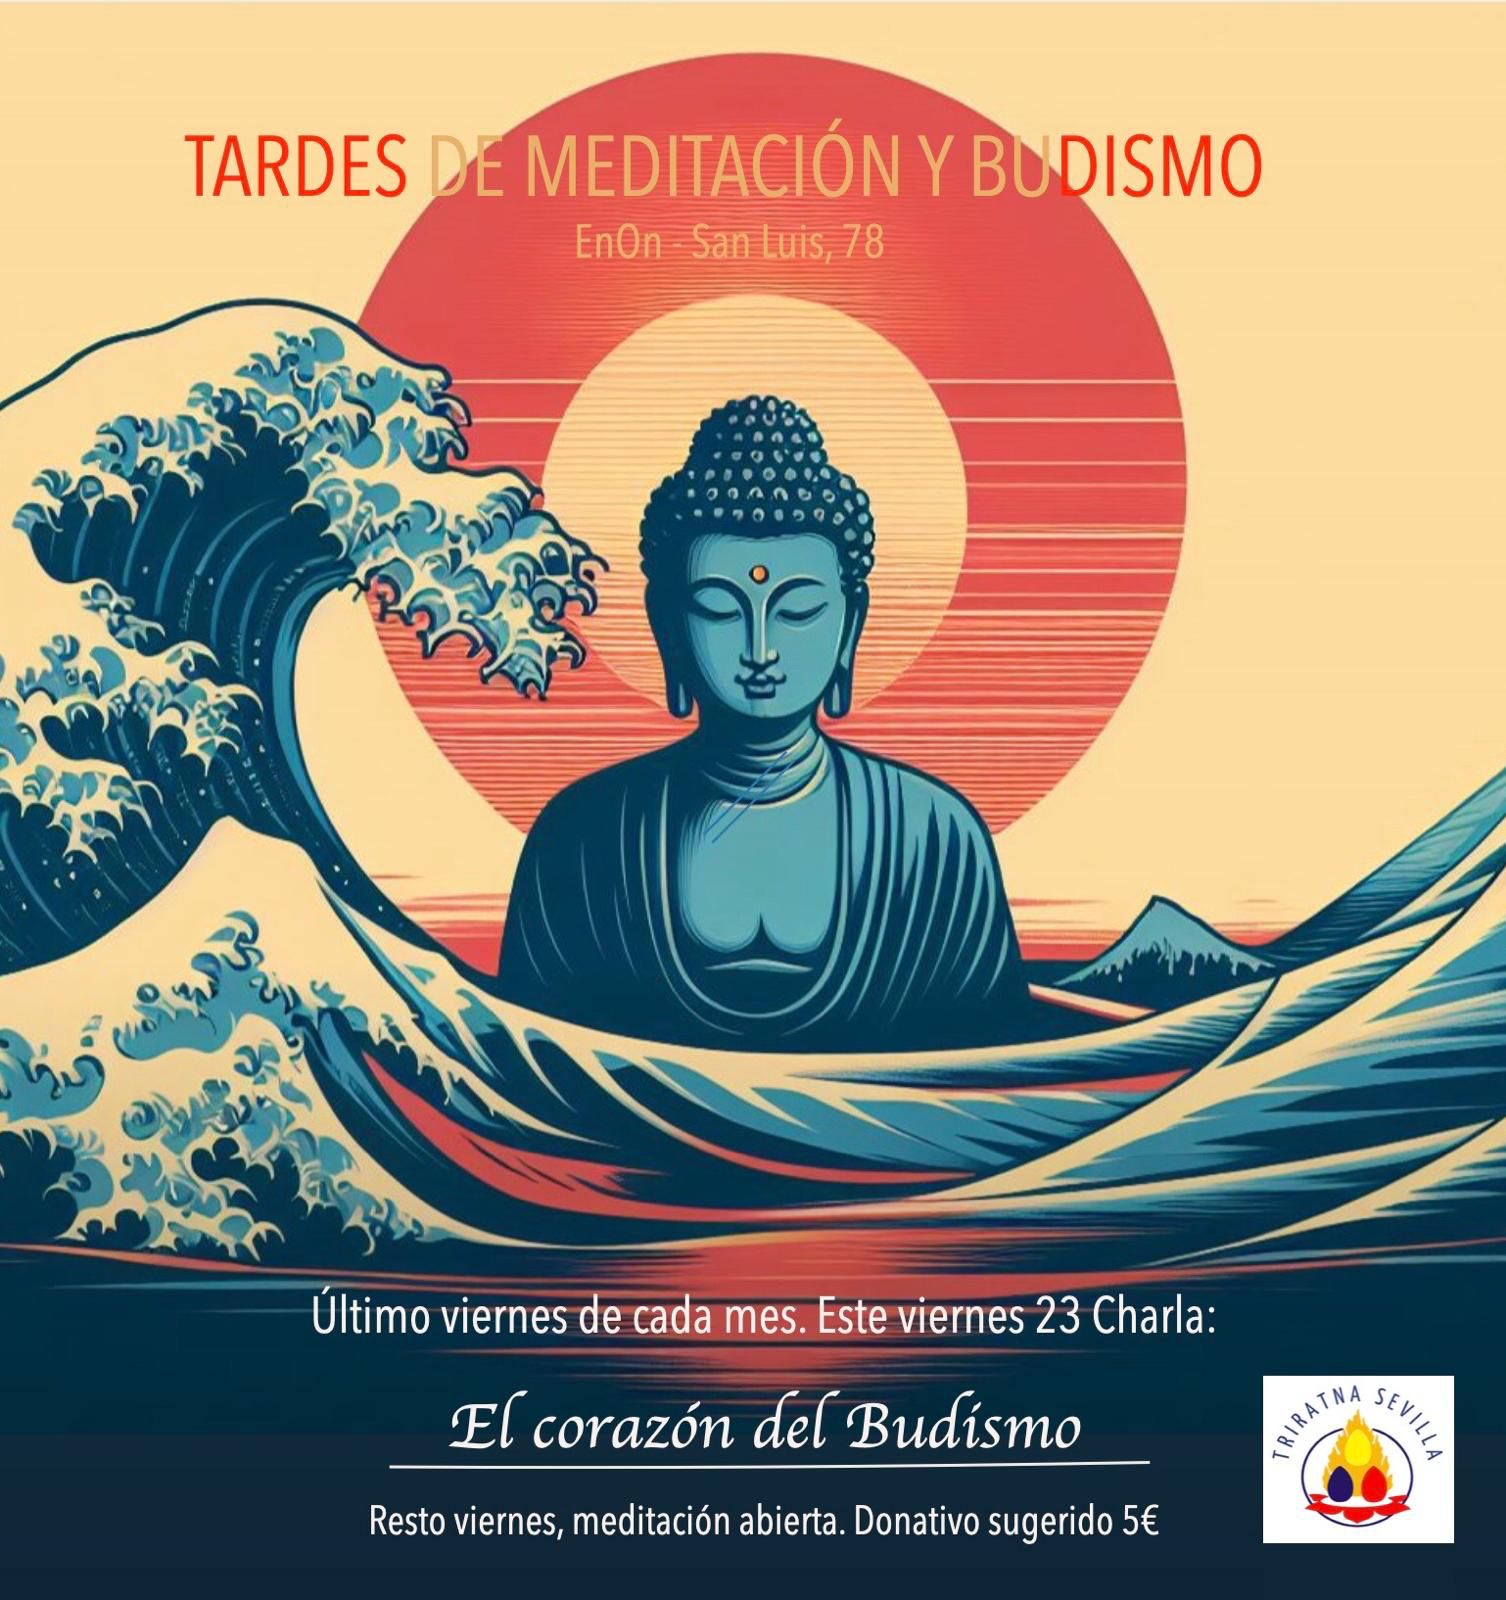 TARDES DE MEDITACIÓN Y BUDISMO
EnOn - San Luis, 78
Último viernes de cada mes. Este viernes 23 Charla:
El corazón del Budismo
TRIRATNA SEVILLA
Resto viernes, meditación abierta. Donativo sugerido 5€